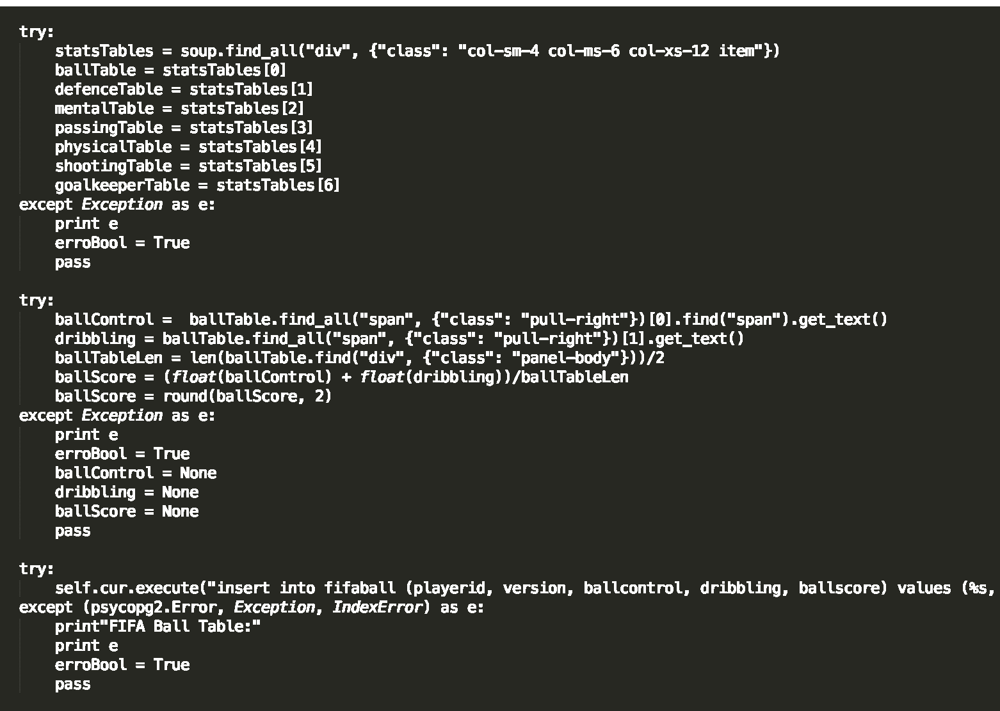 try:
    statsTables = soup.find_all("div", {"class": "col-sm-4 col-ms-6 col-xs-12 item"})
    ballTable = statsTables[0]
    defenceTable = statsTables[1]
    mentalTable = statsTables[2]
    passingTable = statsTables[3]
    physicalTable = statsTables[4]
    shootingTable = statsTables[5]
    goalkeeperTable = statsTables[6]
except Exception as e:
    print e
    erroBool = True
    pass

try:
    ballControl =  ballTable.find_all("span", {"class": "pull-right"})[0].find("span").get_text()
    dribbling = ballTable.find_all("span", {"class": "pull-right"})[1].get_text()
    ballTableLen = len(ballTable.find("div", {"class": "panel-body"}))/2
    ballScore = (float(ballControl) + float(dribbling))/ballTableLen
    ballScore = round(ballScore, 2)
except Exception as e:
    print e
    erroBool = True
    ballControl = None
    dribbling = None
    ballScore = None
    pass

try:
    self.cur.execute("insert into fifaball (playerid, version, ballcontrol, dribbling, ballscore) values (%s,
except (psycopg2.Error, Exception, IndexError) as e:
    print"FIFA Ball Table:"
    print e
    erroBool = True
    pass